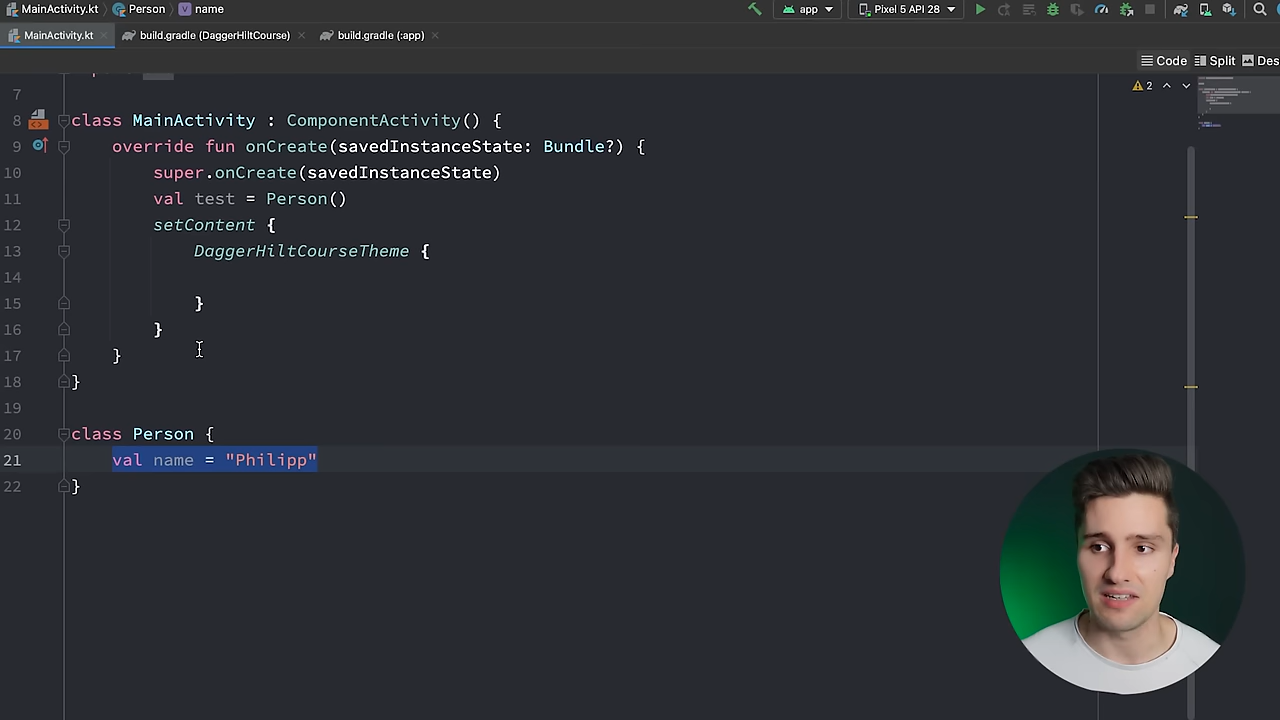 MainActivity.kt Person name app Pixel 5 API 28
MainActivity.kt build.gradle (DaggerHiltCourse) build.gradle (:app)
Code Split Des
7
2
8 class MainActivity : ComponentActivity() {
9 override fun onCreate(savedInstanceState: Bundle?) {
10 super.onCreate(savedInstanceState)
11 val test = Person()
12 setContent {
13 DaggerHiltCourseTheme {
14
15 }
16 }
17 }
18 }
19
20 class Person {
21 val name = "Philipp"
22 }